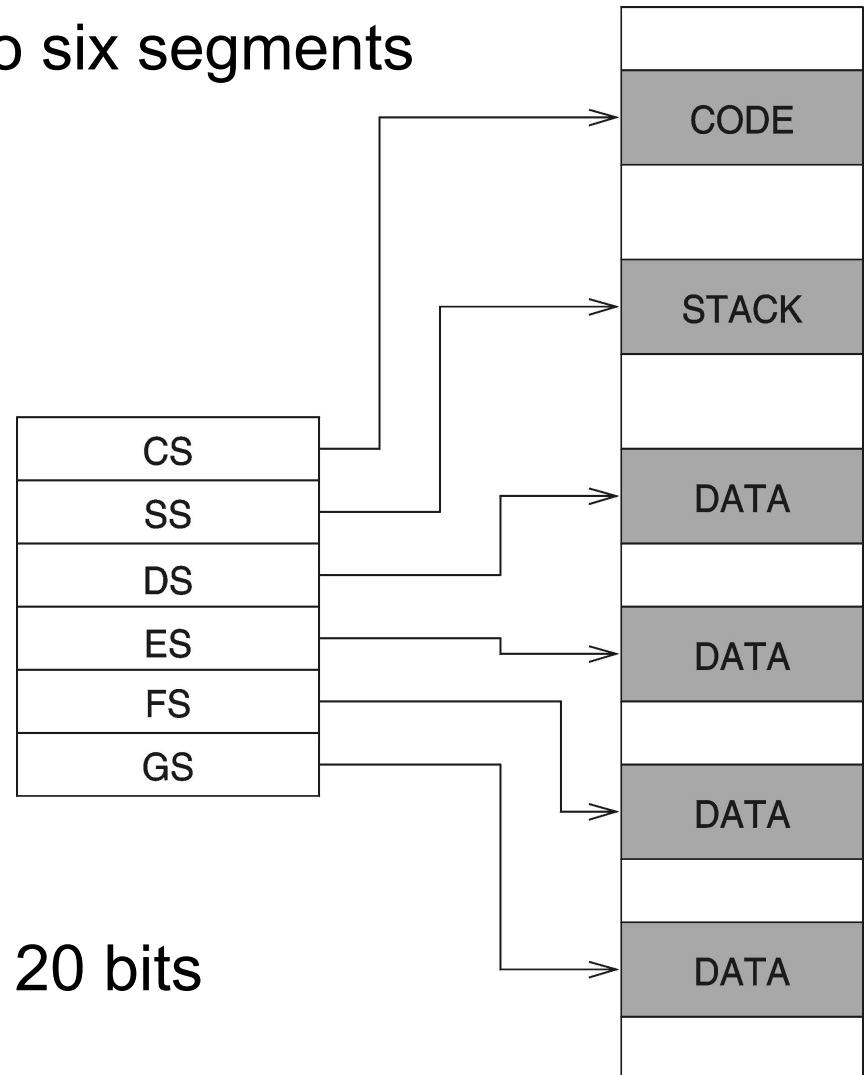 six segments
CODE
STACK
CS
SS
DS
ES
FS
GS
DATA
DATA
DATA
DATA
20 bits